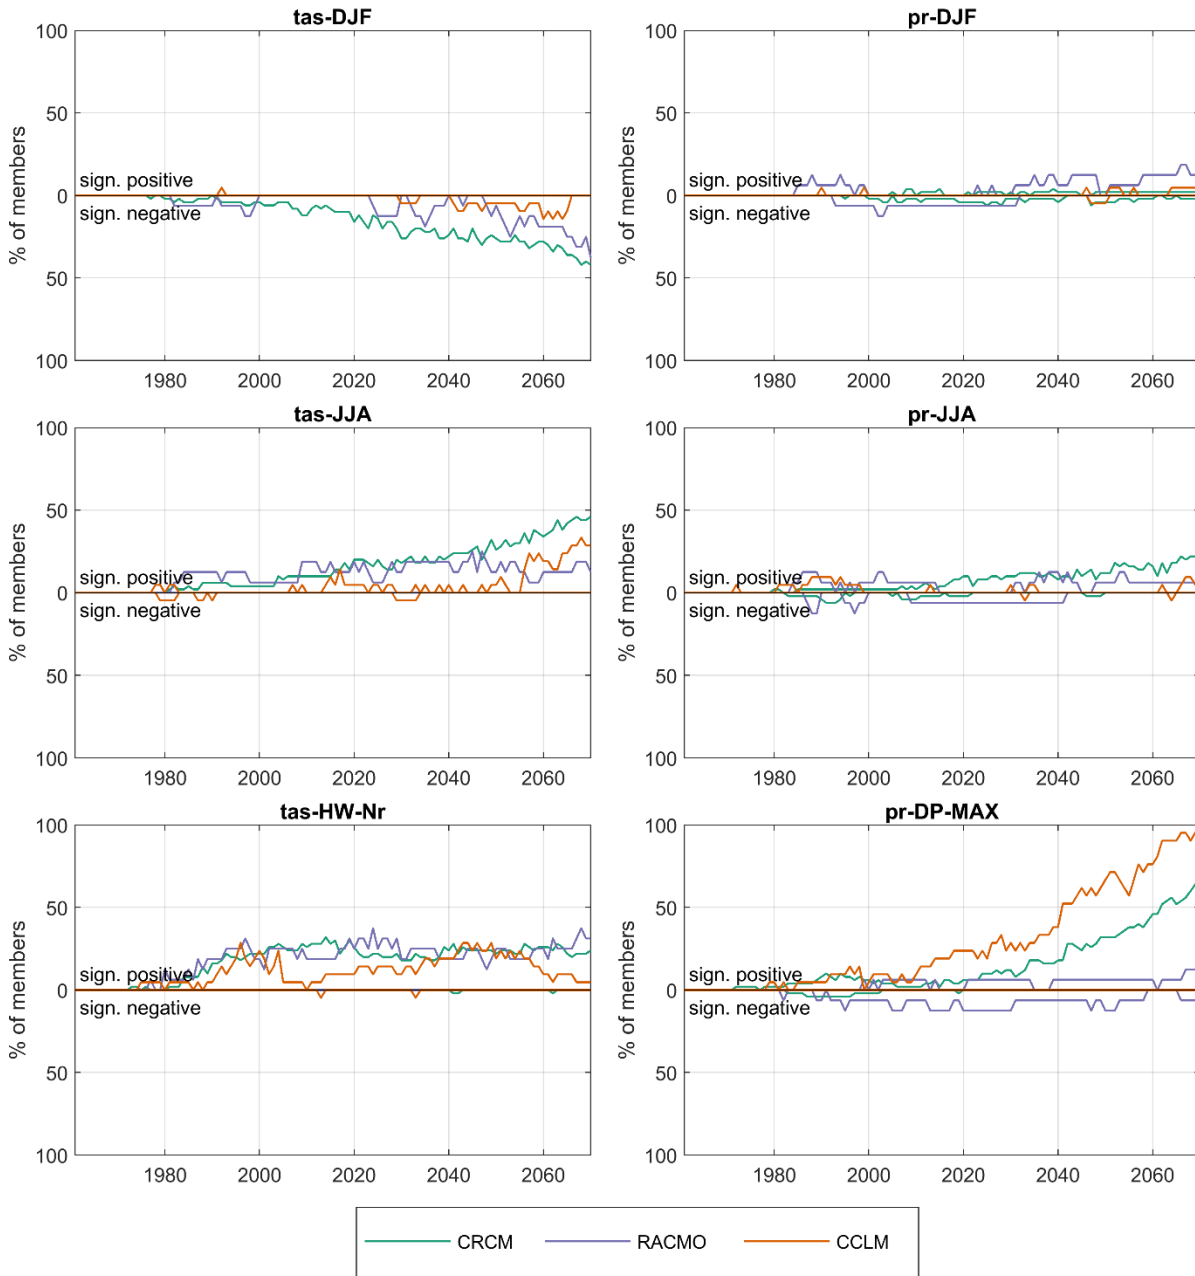 tas-DJF
pr-DJF
100
50
0
50
100
% of members
sign. positive
sign. negative
1980 2000 2020 2040 2060
100
50
0
50
100
% of members
sign. positive
sign. negative
1980 2000 2020 2040 2060
tas-JJA
pr-JJA
100
50
0
50
100
% of members
sign. positive
sign. negative
1980 2000 2020 2040 2060
100
50
0
50
100
% of members
sign. positive
sign. negative
1980 2000 2020 2040 2060
tas-HW-Nr
pr-DP-MAX
100
50
0
50
100
% of members
sign. positive
sign. negative
1980 2000 2020 2040 2060
100
50
0
50
100
% of members
sign. positive
sign. negative
1980 2000 2020 2040 2060
CRCM RACMO CCLM